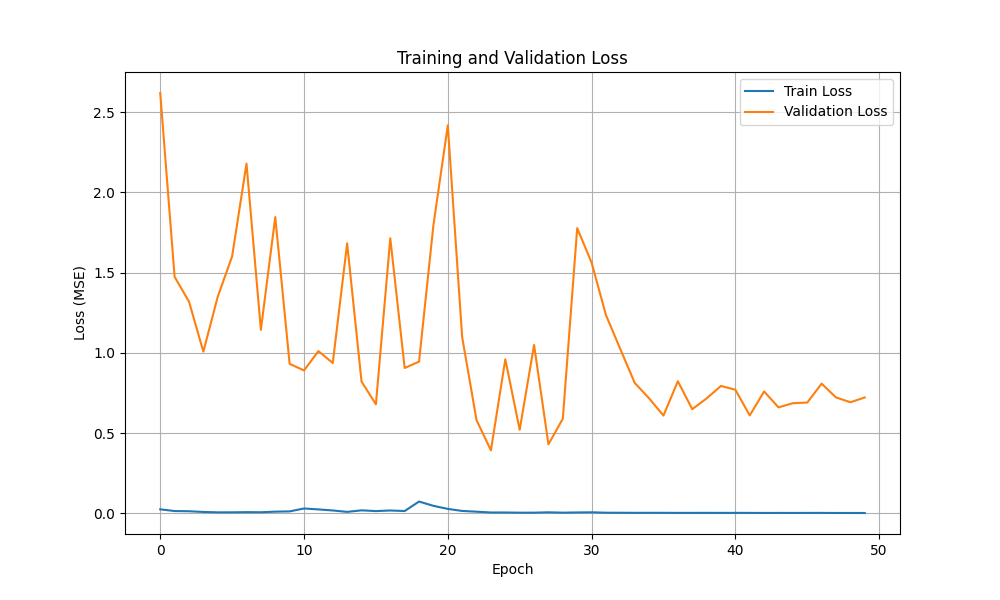 Training and Validation Loss
Train Loss
Validation Loss
2.5
2.0
1.5
1.0
0.5
0.0
Loss (MSE)
0 10 20 30 40 50
Epoch